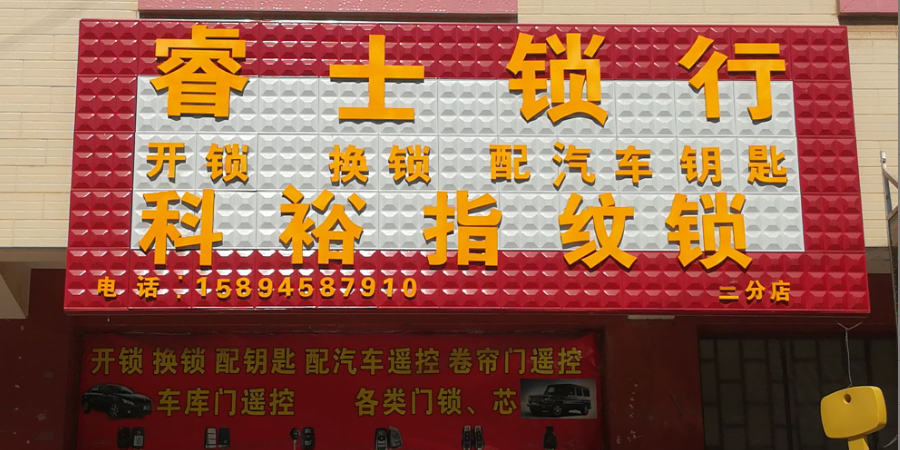 睿士锁行
开锁 换锁 配汽车钥匙
科裕指纹锁
电话:15894587910 二分店
开锁 换锁 配钥匙 配汽车遥控 卷帘门遥控
车库门遥控 各类门锁、芯